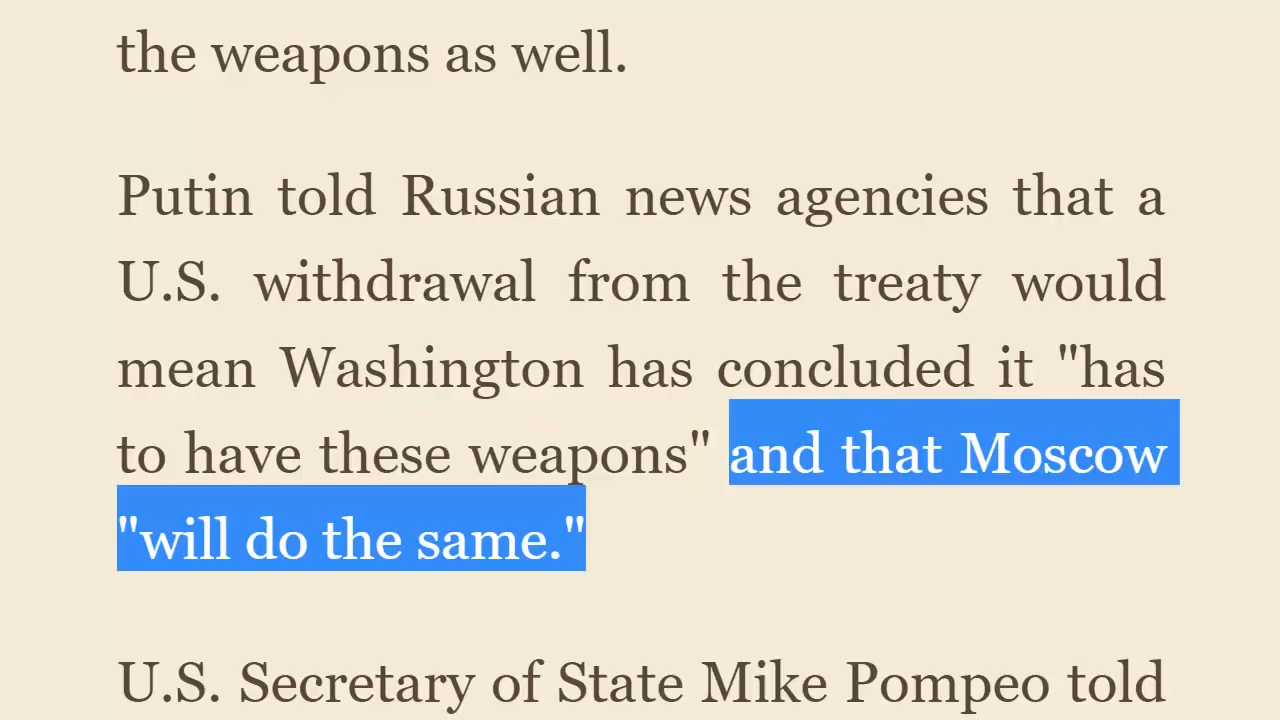 the weapons as well.
Putin told Russian news agencies that a
U.S. withdrawal from the treaty would
mean Washington has concluded it "has
to have these weapons" and that Moscow
"will do the same."
U.S. Secretary of State Mike Pompeo told